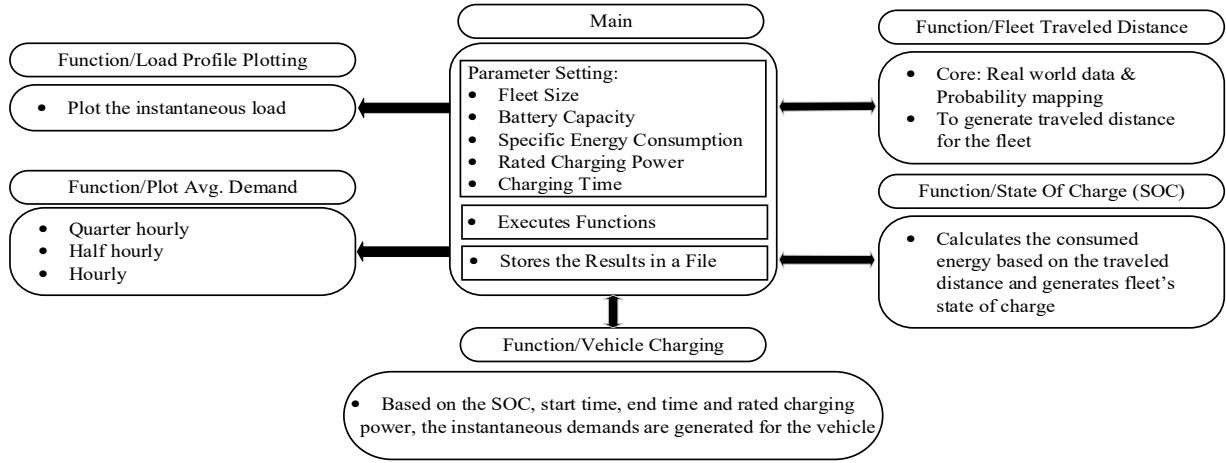 Main
Parameter Setting:
• Fleet Size
• Battery Capacity
• Specific Energy Consumption
• Rated Charging Power
• Charging Time
• Executes Functions
• Stores the Results in a File
Function/Load Profile Plotting
• Plot the instantaneous load
Function/Plot Avg. Demand
• Quarter hourly
• Half hourly
• Hourly
Function/Fleet Traveled Distance
• Core: Real world data &
Probability mapping
• To generate traveled distance
for the fleet
Function/State Of Charge (SOC)
• Calculates the consumed
energy based on the traveled
distance and generates fleet's
state of charge
Function/Vehicle Charging
• Based on the SOC, start time, end time and rated charging
power, the instantaneous demands are generated for the vehicle